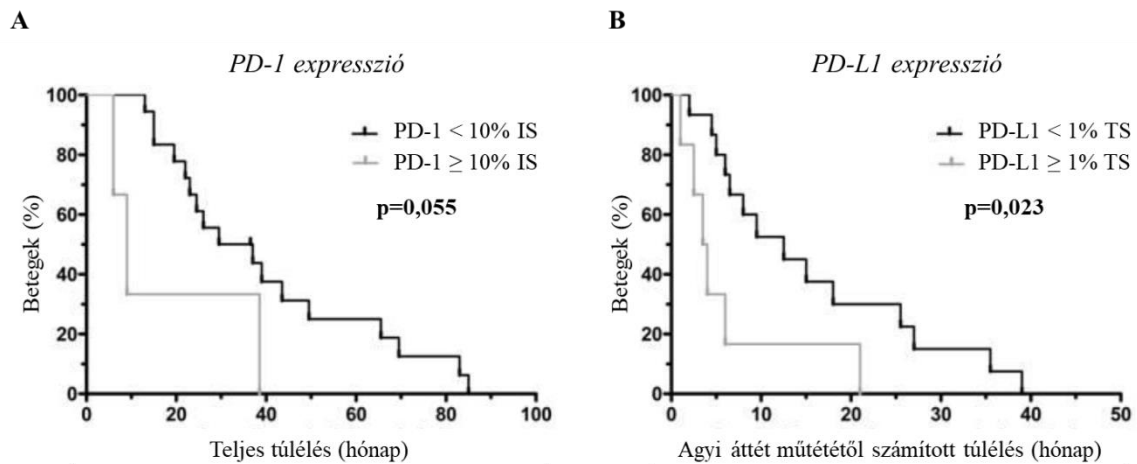 A
PD-1 expresszió
100
80
60
40
20
0
Betegek (%)
PD-1 < 10% IS
PD-1 ≥ 10% IS
p=0,055
0 20 40 60 80 100
Teljes túlélés (hónap)
B
PD-L1 expresszió
100
80
60
40
20
0
Betegek (%)
PD-L1 < 1% TS
PD-L1 ≥ 1% TS
p=0,023
0 10 20 30 40 50
Agyi áttét műtététől számított túlélés (hónap)